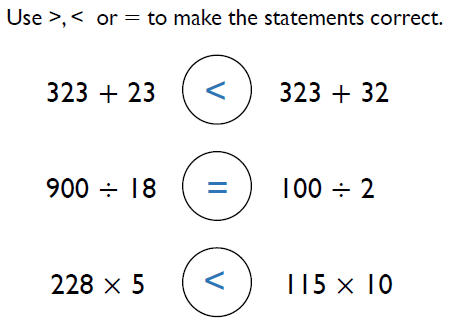 Use >, < or = to make the statements correct.
323 + 23 < 323 + 32
900 ÷ 18 = 100 ÷ 2
228 × 5 < 115 × 10